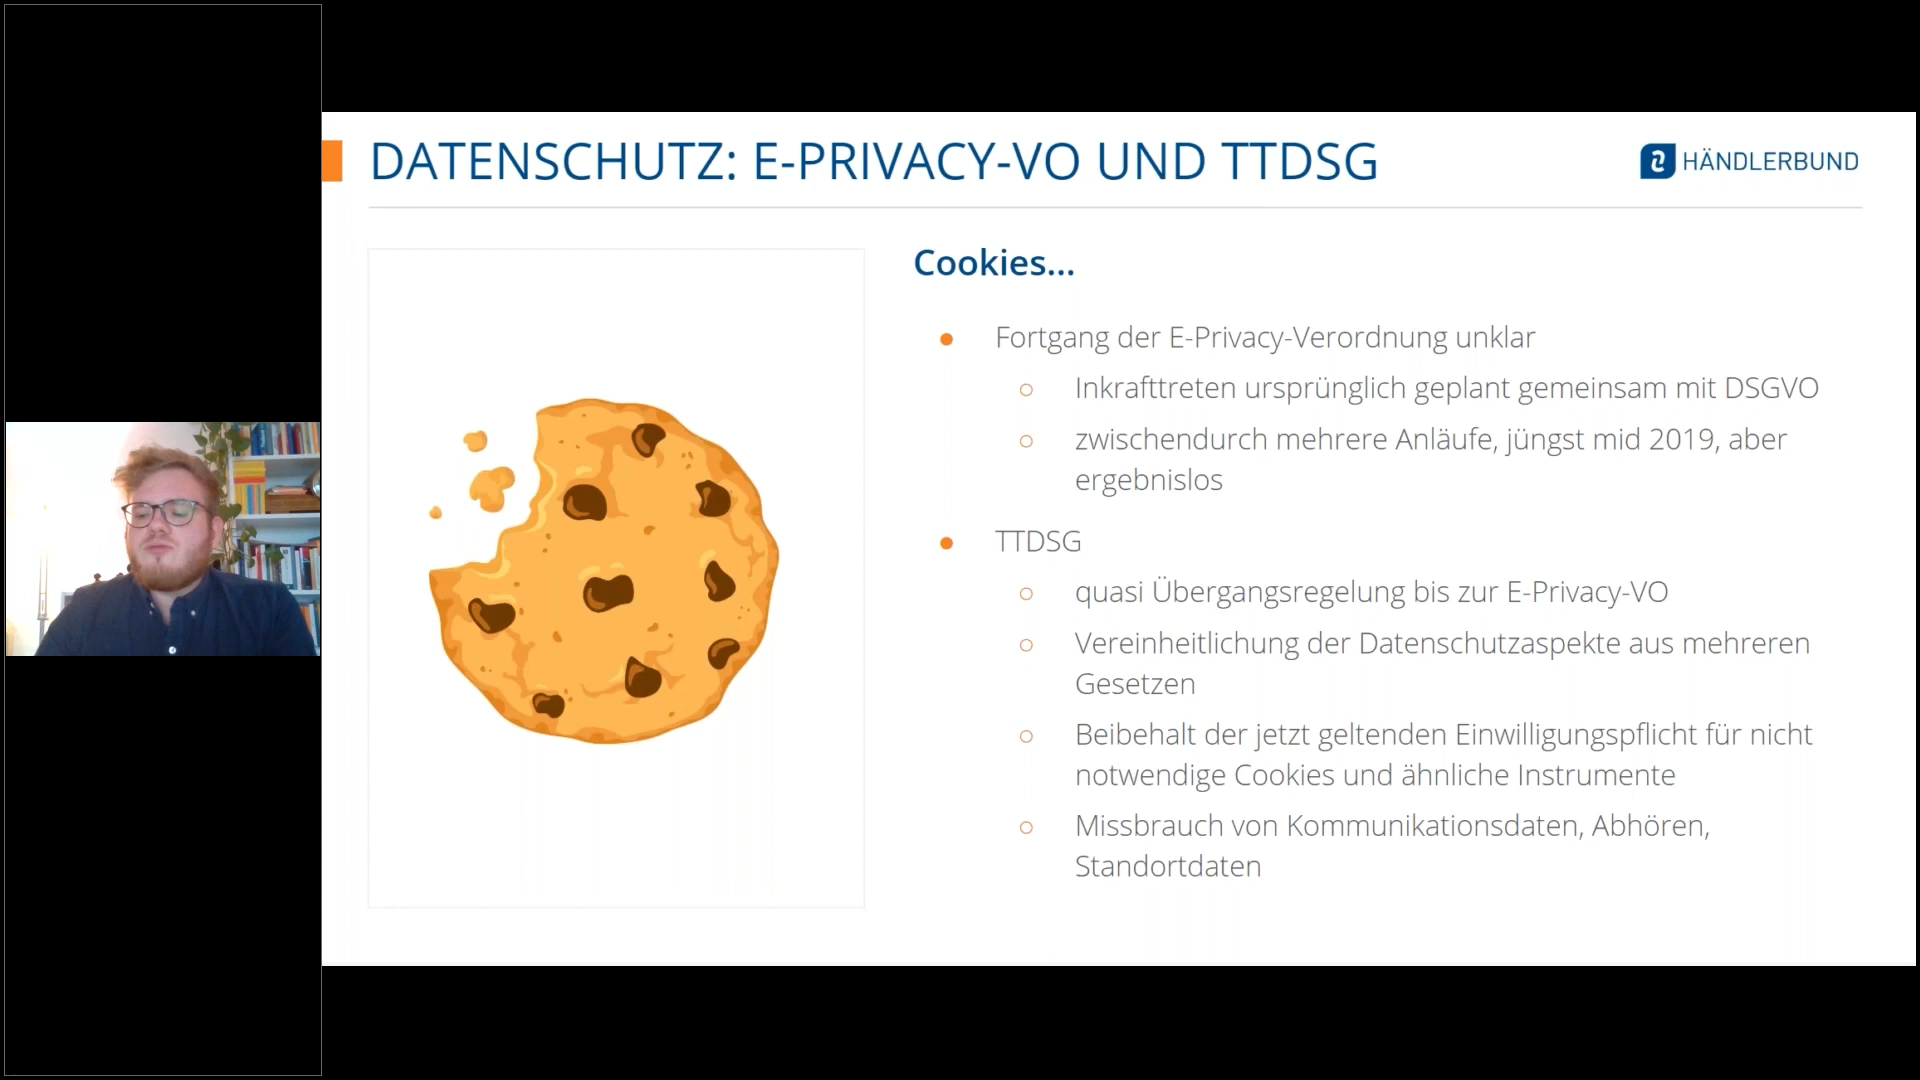 DATENSCHUTZ: E-PRIVACY-VO UND TTDSG
HÄNDLERBUND
Cookies...
Fortgang der E-Privacy-Verordnung unklar
Inkrafttreten ursprünglich geplant gemeinsam mit DSGVO
zwischendurch mehrere Anläufe, jüngst mid 2019, aber
ergebnislos
TTDSG
quasi Übergangsregelung bis zur E-Privacy-VO
Vereinheitlichung der Datenschutzaspekte aus mehreren
Gesetzen
Beibehalt der jetzt geltenden Einwilligungspflicht für nicht
notwendige Cookies und ähnliche Instrumente
Missbrauch von Kommunikationsdaten, Abhören,
Standortdaten